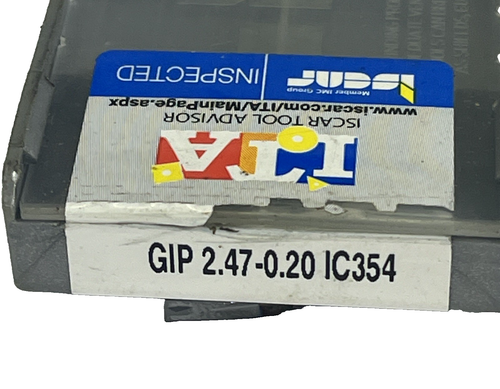 INSPECTED
iscar
Member IMC Group
www.iscar.com/ITA/MainPage.aspx
ISCAR TOOL ADVISOR
ITA
GIP 2.47-0.20 IC354